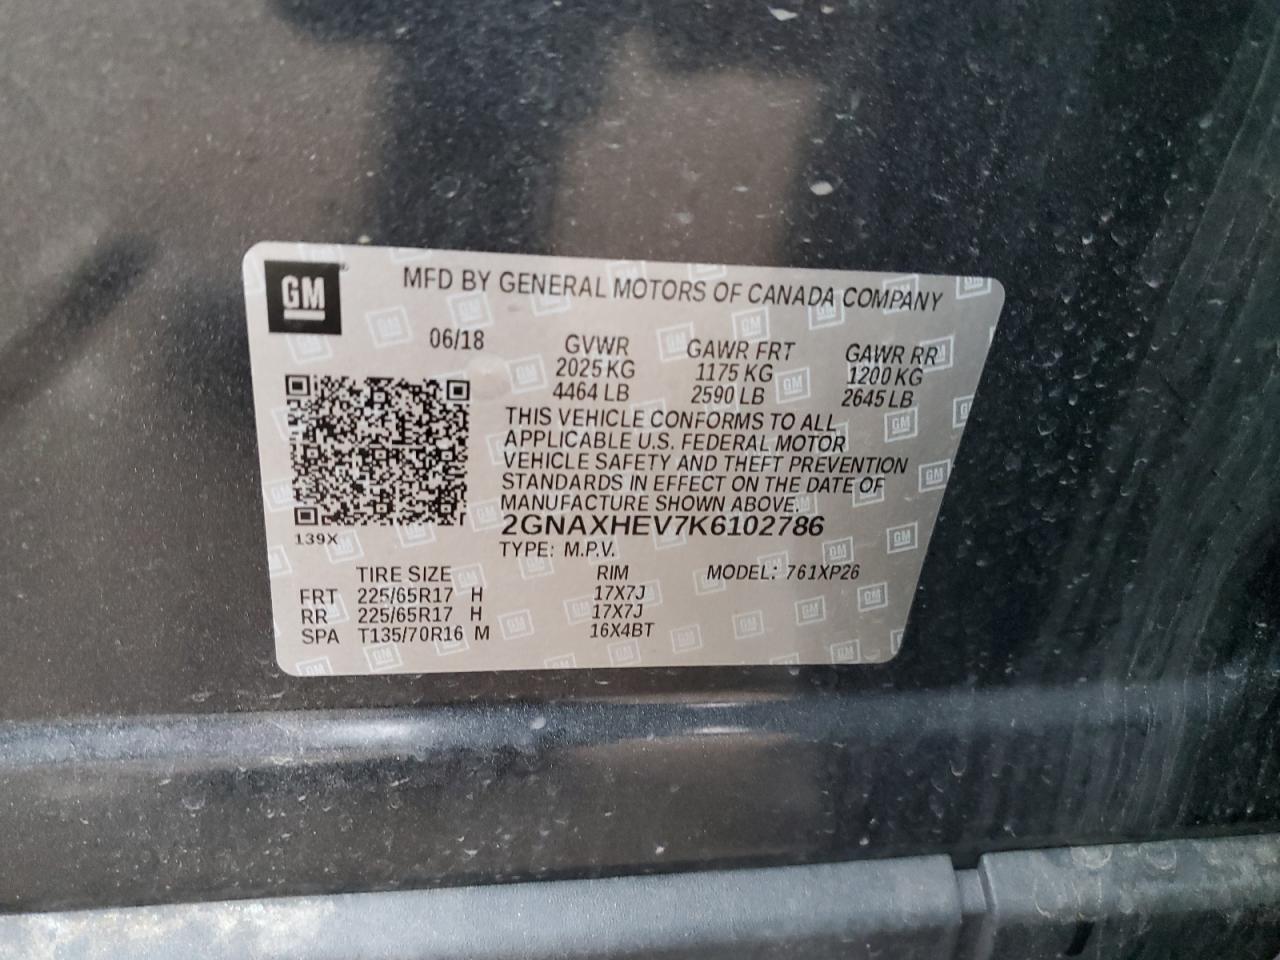 GM
MFD BY GENERAL MOTORS OF CANADA COMPANY
06/18 GVWR GAWR FRT GAWR RR
2025 KG 1175 KG 1200 KG
4464 LB 2590 LB 2645 LB
THIS VEHICLE CONFORMS TO ALL
APPLICABLE U.S. FEDERAL MOTOR
VEHICLE SAFETY AND THEFT PREVENTION
STANDARDS IN EFFECT ON THE DATE OF
MANUFACTURE SHOWN ABOVE.
2GNAXHEV7K6102786
139X
TYPE: M.P.V.
TIRE SIZE RIM MODEL: 761XP26
FRT 225/65R17 H 17X7J
RR 225/65R17 H 17X7J
SPA T135/70R16 M 16X4BT